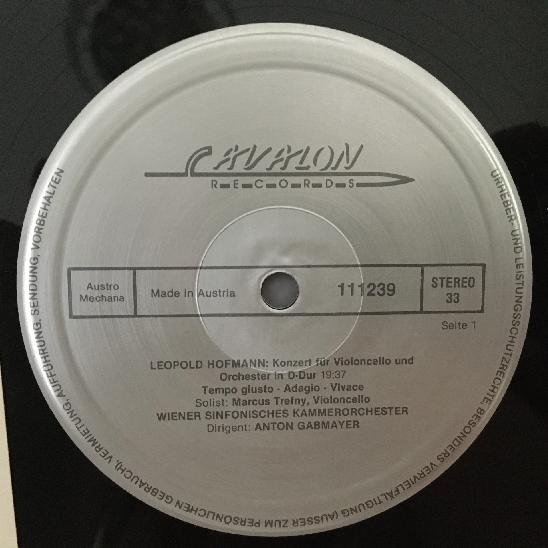 AVALON
RECORDS
Austro
Mechana
Made in Austria
111239
STEREO
33
Seite 1
LEOPOLD HOFMANN: Konzert für Violoncello und
Orchester in D-Dur 19:37
Tempo giusto - Adagio - Vivace
Solist: Marcus Trefny, Violoncello
WIENER SINFONISCHES KAMMERORCHESTER
Dirigent: ANTON GABMAYER
URHEBER- UND LEISTUNGSSCHUTZRECHTE, BESONDERS VERVIELFÄLTIGUNG (AUSSER ZUM PERSÖNLICHEN GEBRAUCH), VERMIETUNG, AUFFÜHRUNG, SENDUNG, VORBEHALTEN